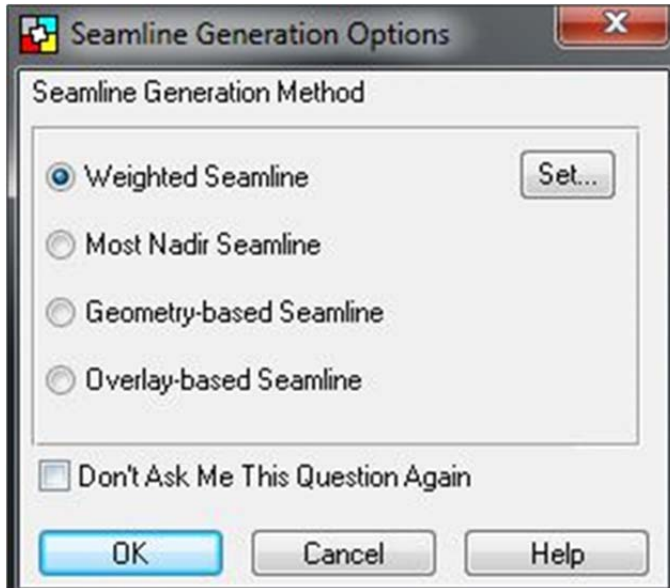 Seamline Generation Options
Seamline Generation Method
Weighted Seamline
Set...
Most Nadir Seamline
Geometry-based Seamline
Overlay-based Seamline
Don't Ask Me This Question Again
OK
Cancel
Help